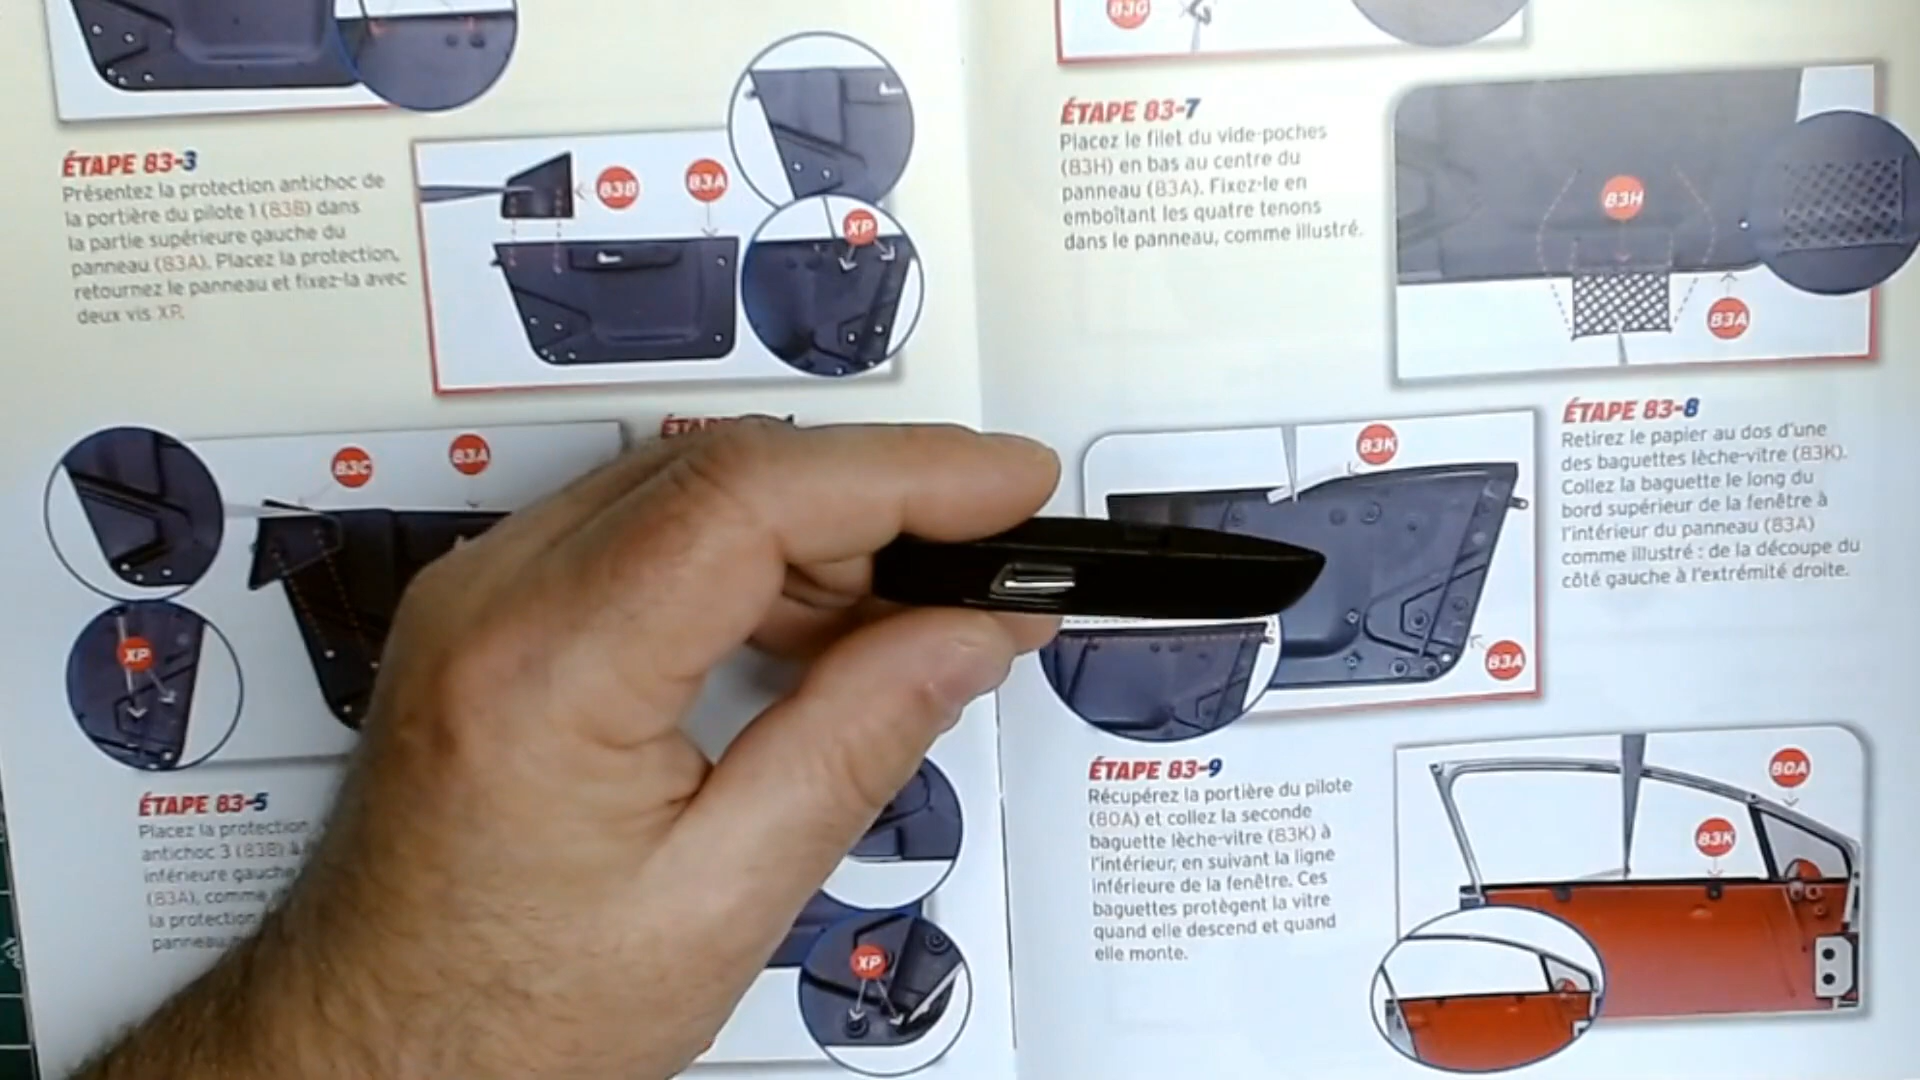 83G
ÉTAPE 83-3
Présentez la protection antichoc de
la portière du pilote 1 (83B) dans
la partie supérieure gauche du
panneau (83A). Placez la protection,
retournez le panneau et fixez-la avec
deux vis XP.
83B
83A
XP
83C
83A
XP
ÉTAPE 83-5
Placez la protection
antichoc 3 (83B) à
inférieure gauche
(83A), comme
la protection
panneau,
XP
ÉTAPE 83-7
Placez le filet du vide-poches
(83H) en bas au centre du
panneau (83A). Fixez-le en
emboîtant les quatre tenons
dans le panneau, comme illustré.
83H
83A
83K
83A
ÉTAPE 83-8
Retirez le papier au dos d'une
des baguettes lèche-vitre (83K).
Collez la baguette le long du
bord supérieur de la fenêtre à
l'intérieur du panneau (83A)
comme illustré : de la découpe du
côté gauche à l'extrémité droite.
ÉTAPE 83-9
Récupérez la portière du pilote
(80A) et collez la seconde
baguette lèche-vitre (83K) à
l'intérieur, en suivant la ligne
inférieure de la fenêtre. Ces
baguettes protègent la vitre
quand elle descend et quand
elle monte.
80A
83K